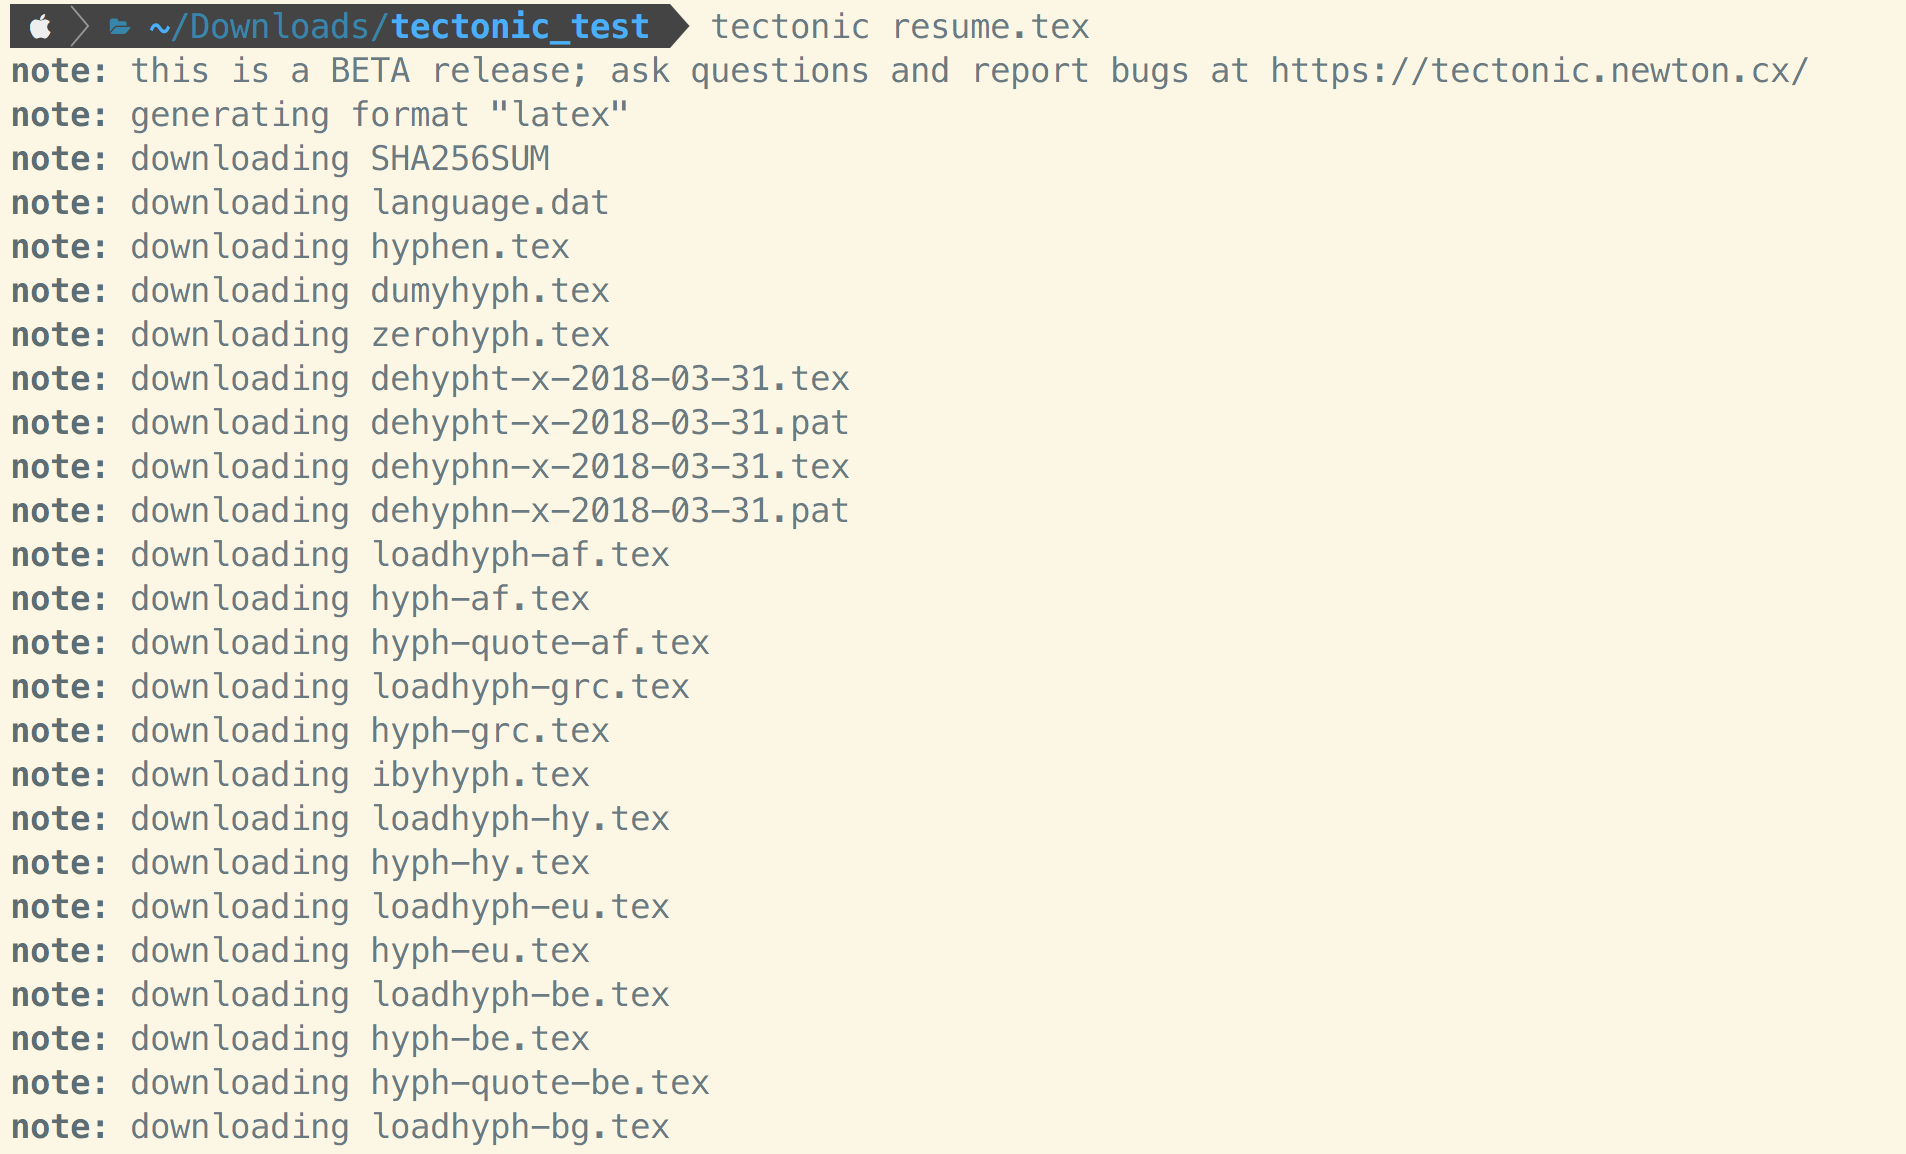 ~/Downloads/tectonic_test tectonic resume.tex
note: this is a BETA release; ask questions and report bugs at https://tectonic.newton.cx/
note: generating format "latex"
note: downloading SHA256SUM
note: downloading language.dat
note: downloading hyphen.tex
note: downloading dumyhyph.tex
note: downloading zerohyph.tex
note: downloading dehypht-x-2018-03-31.tex
note: downloading dehypht-x-2018-03-31.pat
note: downloading dehyphn-x-2018-03-31.tex
note: downloading dehyphn-x-2018-03-31.pat
note: downloading loadhyph-af.tex
note: downloading hyph-af.tex
note: downloading hyph-quote-af.tex
note: downloading loadhyph-grc.tex
note: downloading hyph-grc.tex
note: downloading ibyhyph.tex
note: downloading loadhyph-hy.tex
note: downloading hyph-hy.tex
note: downloading loadhyph-eu.tex
note: downloading hyph-eu.tex
note: downloading loadhyph-be.tex
note: downloading hyph-be.tex
note: downloading hyph-quote-be.tex
note: downloading loadhyph-bg.tex